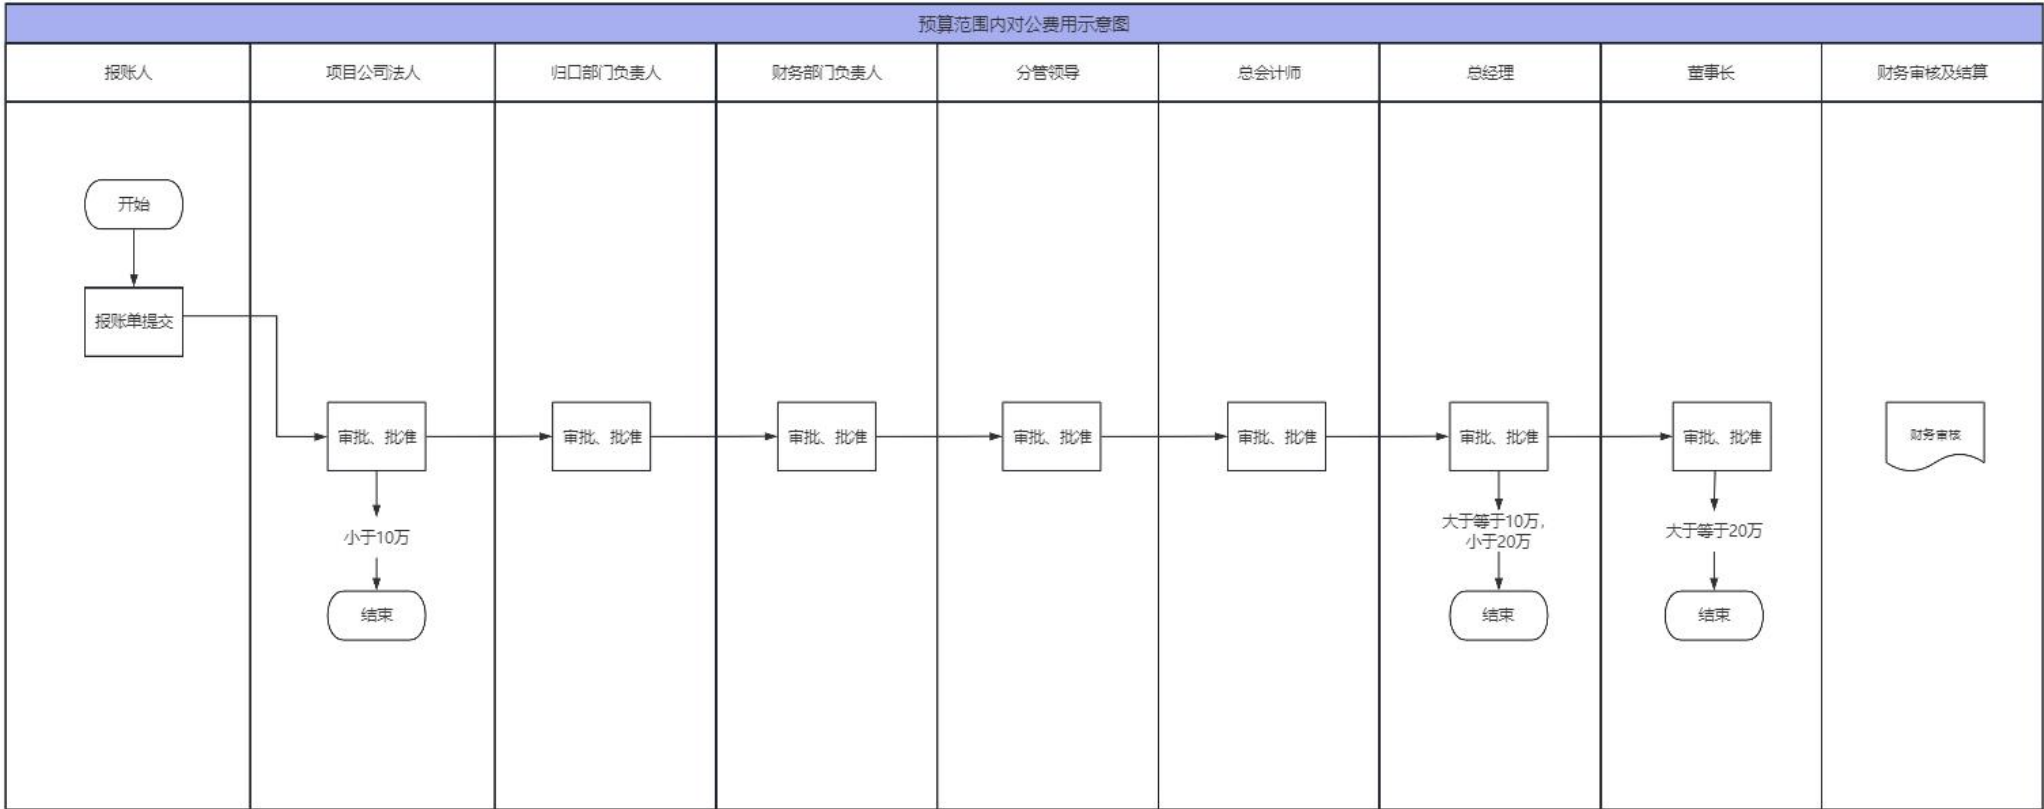 预算范围内对公费用示意图
报账人
项目公司法人
归口部门负责人
财务部门负责人
分管领导
总会计师
总经理
董事长
财务审核及结算
开始
报账单提交
审批、批准
审批、批准
审批、批准
审批、批准
审批、批准
审批、批准
审批、批准
财务审核
小于10万
大于等于10万，
小于20万
大于等于20万
结束
结束
结束